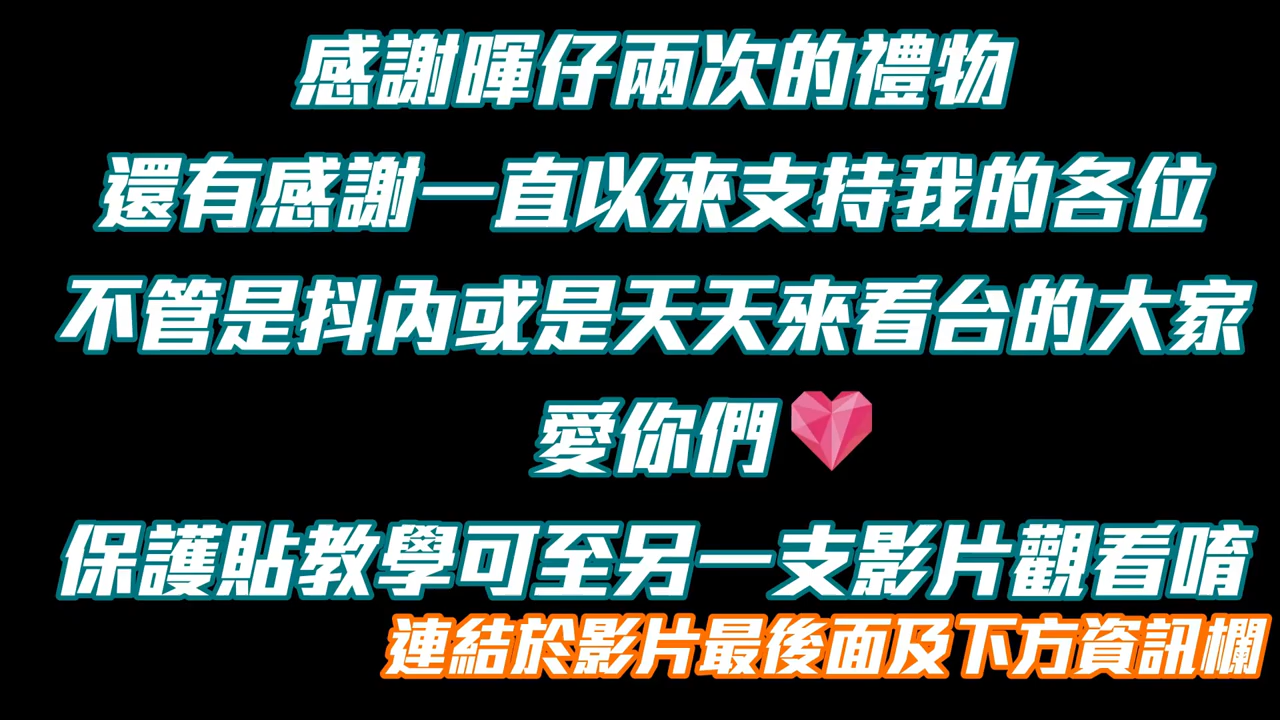 感謝暉仔兩次的禮物
還有感謝一直以來支持我的各位
不管是抖內或是天天來看台的大家
愛你們
保護貼教學可至另一支影片觀看唷
連結於影片最後面及下方資訊欄